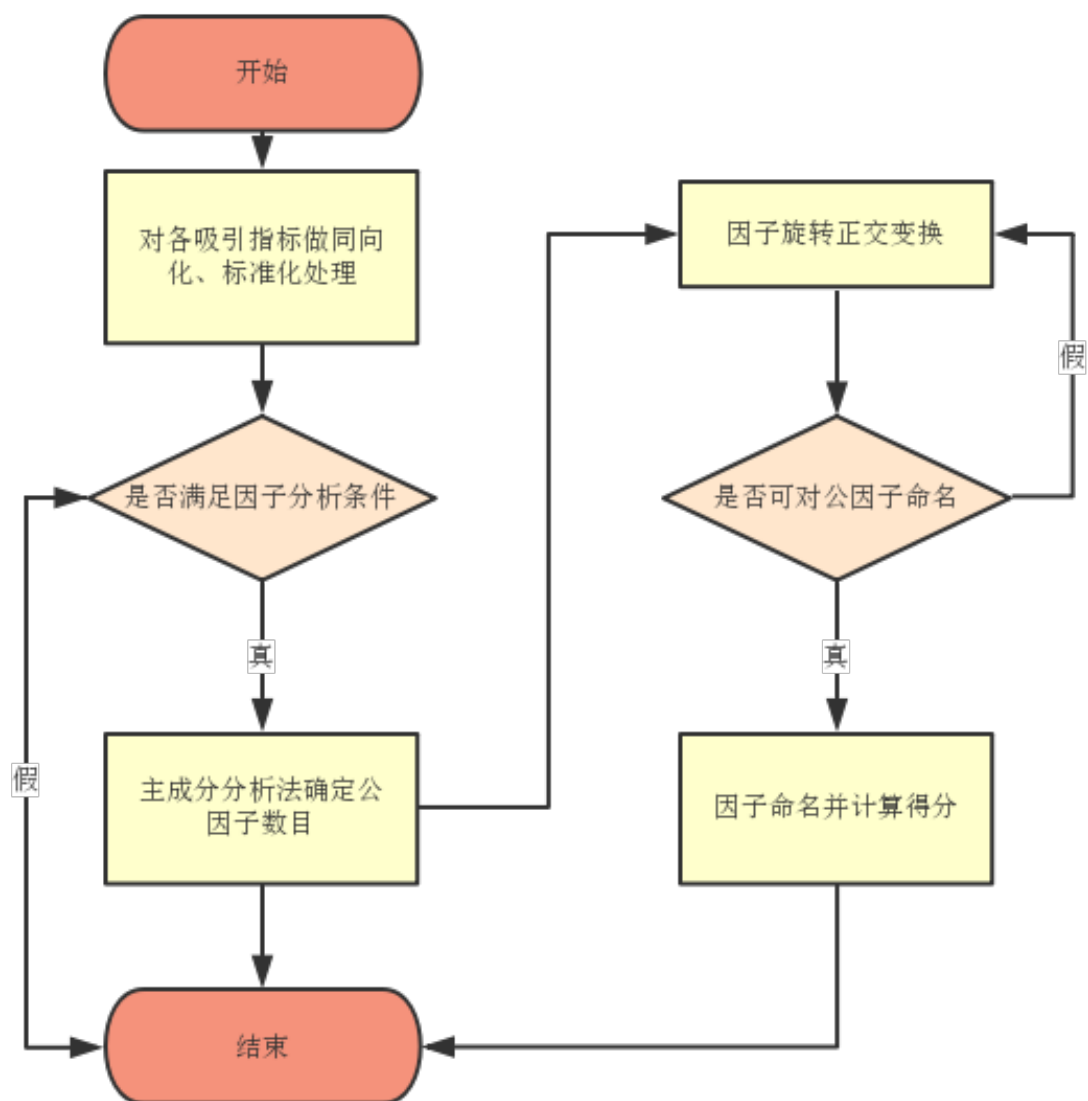 开始
对各吸引指标做同向
化、标准化处理
是否满足因子分析条件
真
假
主成分分析法确定公
因子数目
结束
因子旋转正交变换
假
是否可对公因子命名
真
因子命名并计算得分